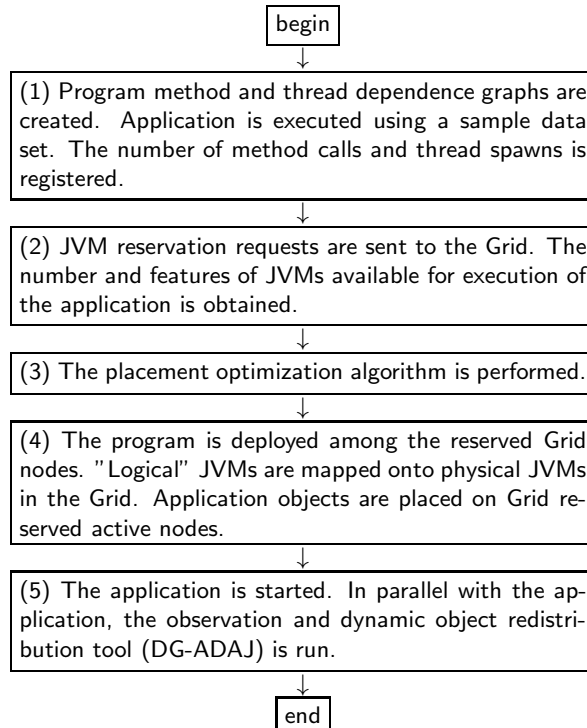 begin
(1) Program method and thread dependence graphs are
created. Application is executed using a sample data
set. The number of method calls and thread spawns is
registered.
(2) JVM reservation requests are sent to the Grid. The
number and features of JVMs available for execution of
the application is obtained.
(3) The placement optimization algorithm is performed.
(4) The program is deployed among the reserved Grid
nodes. "Logical" JVMs are mapped onto physical JVMs
in the Grid. Application objects are placed on Grid re-
served active nodes.
(5) The application is started. In parallel with the ap-
plication, the observation and dynamic object redistri-
bution tool (DG-ADAJ) is run.
end